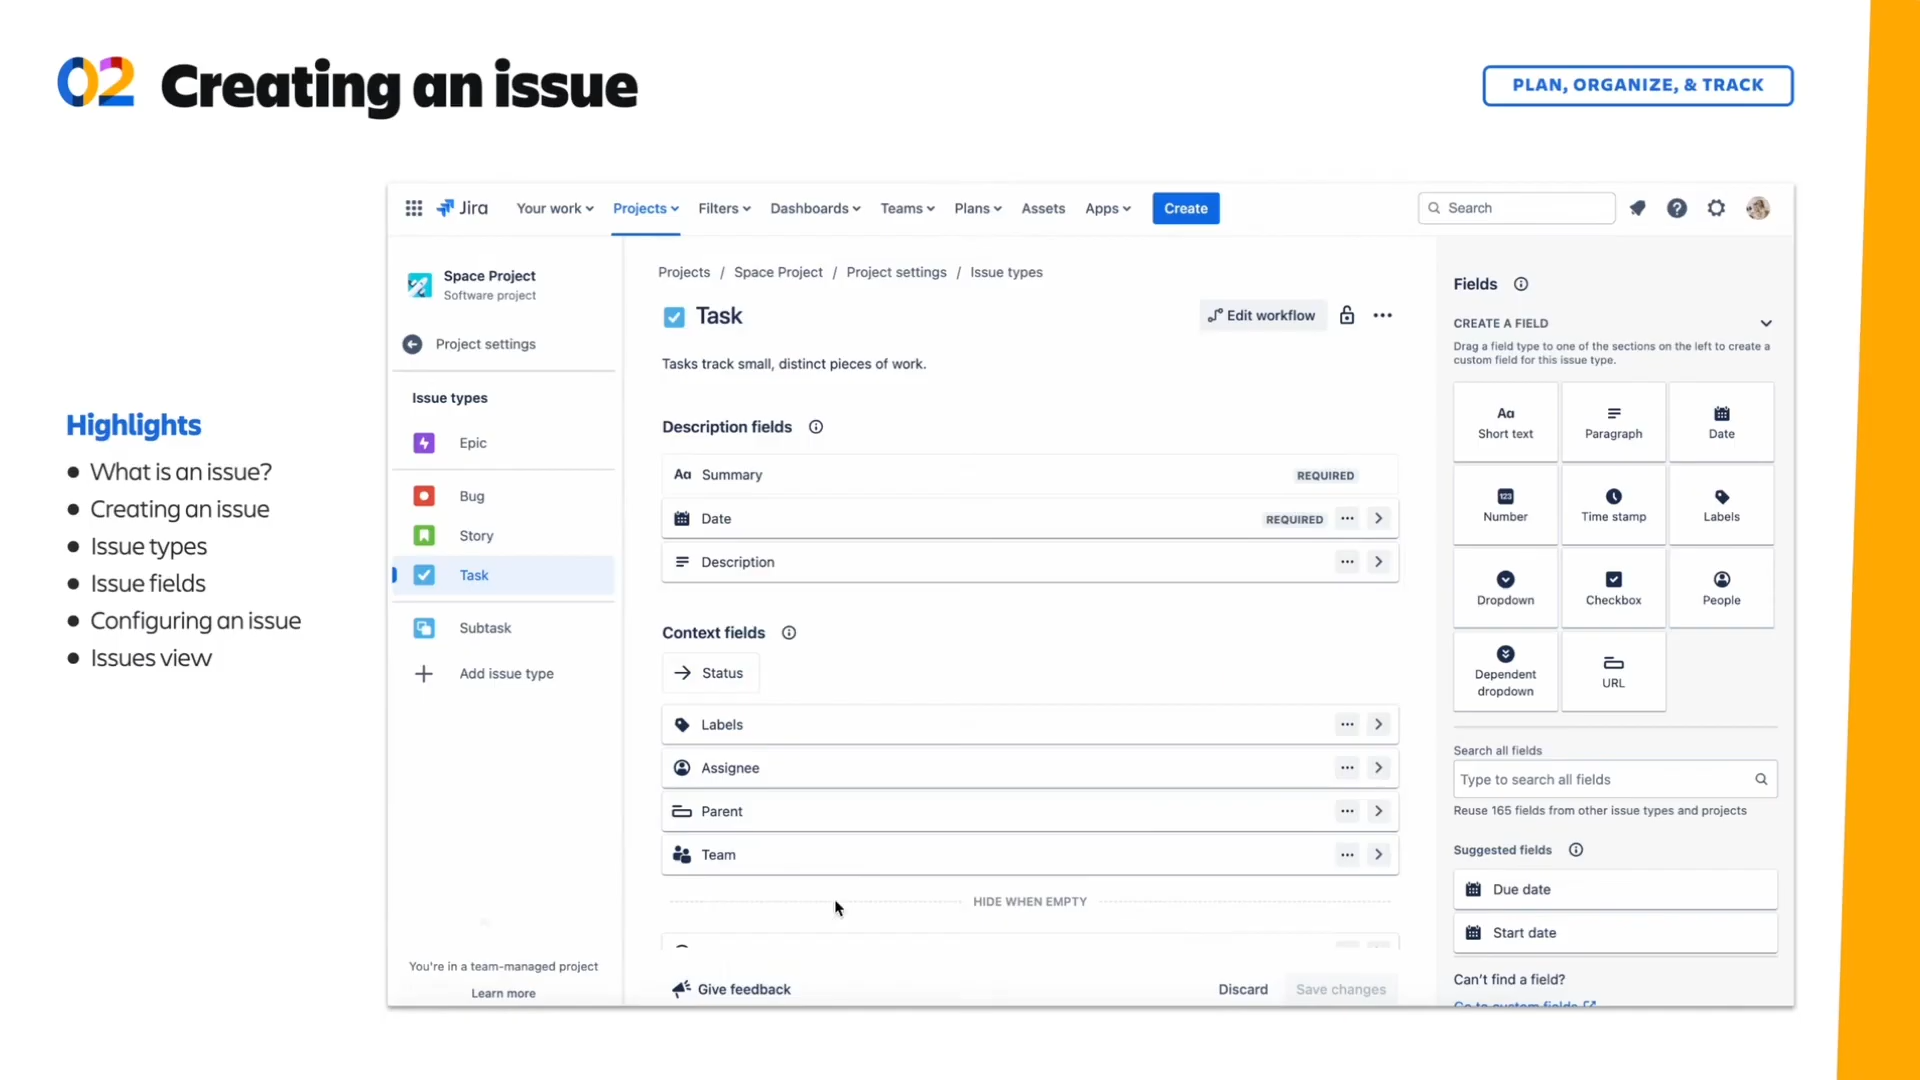 02 Creating an issue
PLAN, ORGANIZE, & TRACK
Highlights
What is an issue?
Creating an issue
Issue types
Issue fields
Configuring an issue
Issues view
Jira
Your work
Projects
Filters
Dashboards
Teams
Plans
Assets
Apps
Create
Search
Space Project
Software project
Project settings
Issue types
Epic
Bug
Story
Task
Subtask
Add issue type
You're in a team-managed project
Learn more
Projects / Space Project / Project settings / Issue types
Task
Edit workflow
Tasks track small, distinct pieces of work.
Description fields
Aa Summary REQUIRED
Date REQUIRED
Description
Context fields
Status
Labels
Assignee
Parent
Team
HIDE WHEN EMPTY
Give feedback
Discard
Save changes
Fields
CREATE A FIELD
Drag a field type to one of the sections on the left to create a
custom field for this issue type.
Aa
Short text
Paragraph
Date
123
Number
Time stamp
Labels
Dropdown
Checkbox
People
Dependent
dropdown
URL
Search all fields
Type to search all fields
Reuse 165 fields from other issue types and projects
Suggested fields
Due date
Start date
Can't find a field?
Go to custom fields